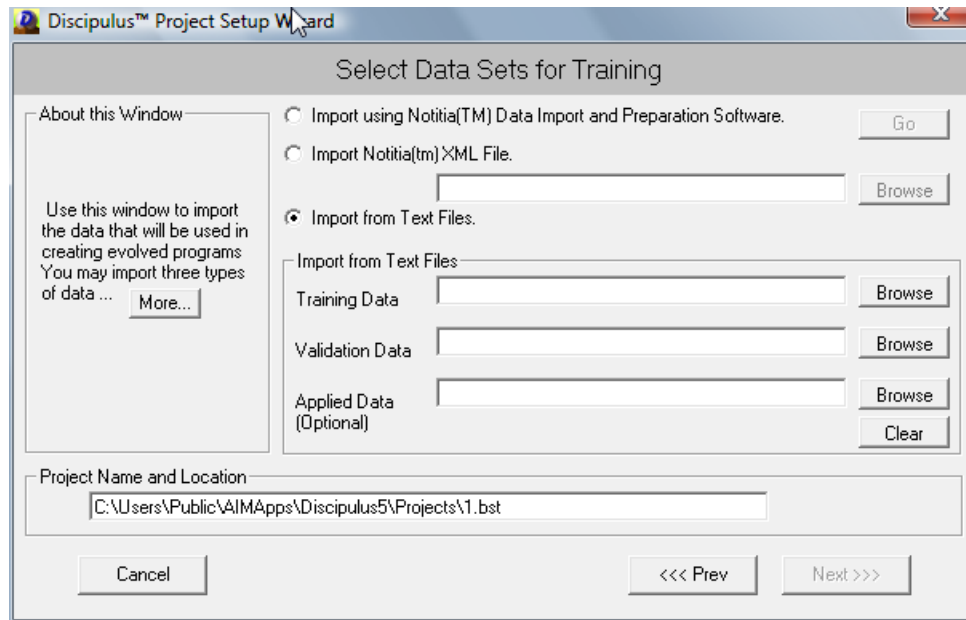 Discipulus™ Project Setup Wizard
Select Data Sets for Training
About this Window
Use this window to import
the data that will be used in
creating evolved programs
You may import three types
of data ...
More...
Import using Notitia(TM) Data Import and Preparation Software.
Go
Import Notitia(tm) XML File.
Browse
Import from Text Files.
Import from Text Files
Training Data
Browse
Validation Data
Browse
Applied Data
(Optional)
Browse
Clear
Project Name and Location
C:\Users\Public\AIMApps\Discipulus5\Projects\1.bst
Cancel
<<< Prev
Next >>>